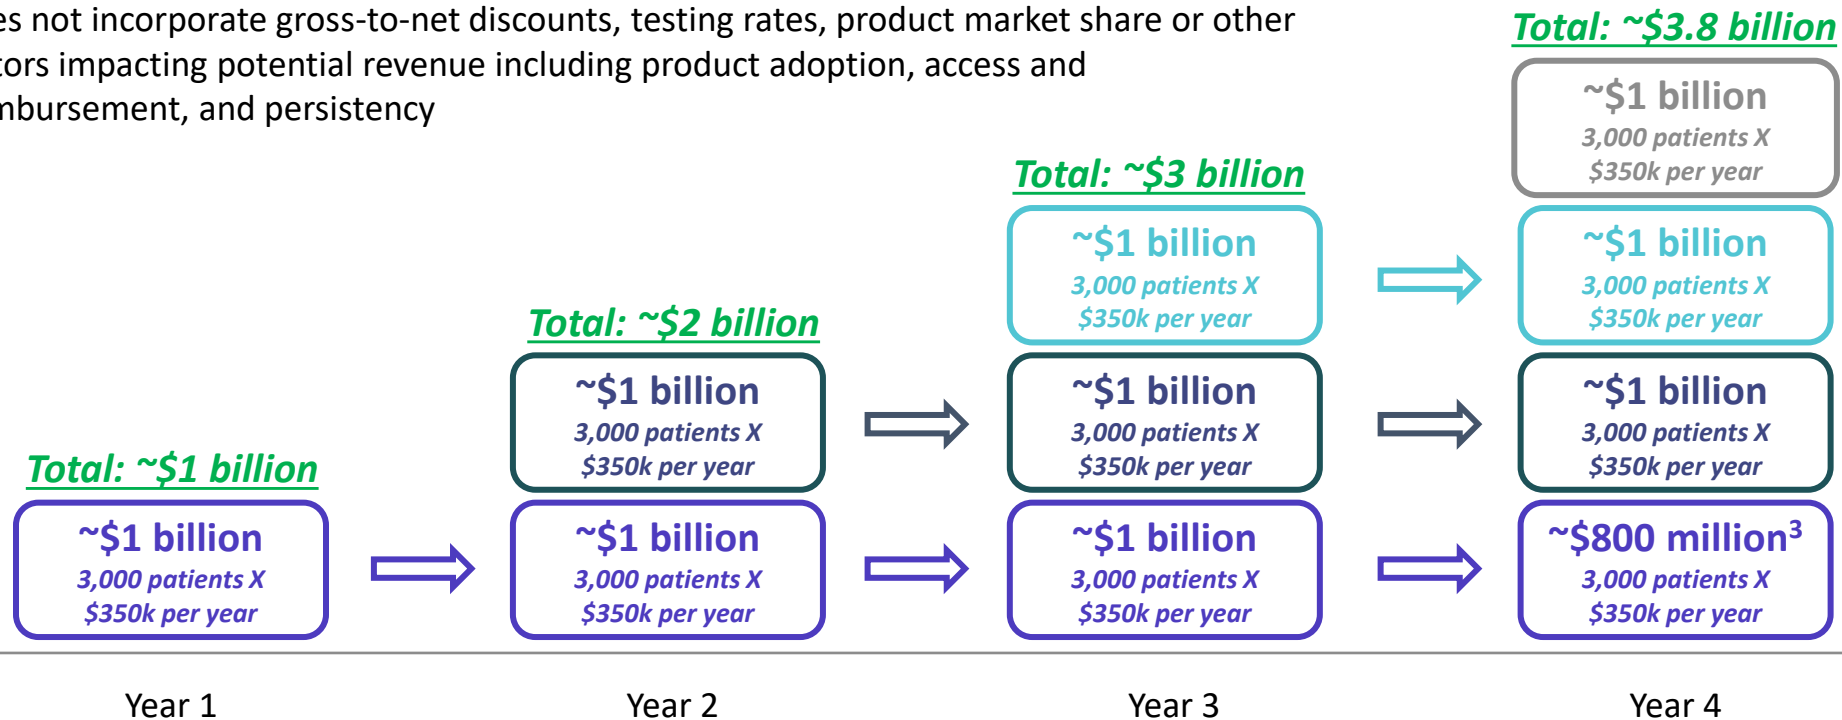 es not incorporate gross-to-net discounts, testing rates, product market share or other
tors impacting potential revenue including product adoption, access and
mbursement, and persistency
Total: ~$3.8 billion
~$1 billion
3,000 patients X
$350k per year
Total: ~$3 billion
~$1 billion
3,000 patients X
$350k per year
~$1 billion
3,000 patients X
$350k per year
Total: ~$2 billion
~$1 billion
3,000 patients X
$350k per year
~$1 billion
3,000 patients X
$350k per year
~$1 billion
3,000 patients X
$350k per year
Total: ~$1 billion
~$1 billion
3,000 patients X
$350k per year
~$1 billion
3,000 patients X
$350k per year
~$1 billion
3,000 patients X
$350k per year
~$800 million³
3,000 patients X
$350k per year
Year 1
Year 2
Year 3
Year 4